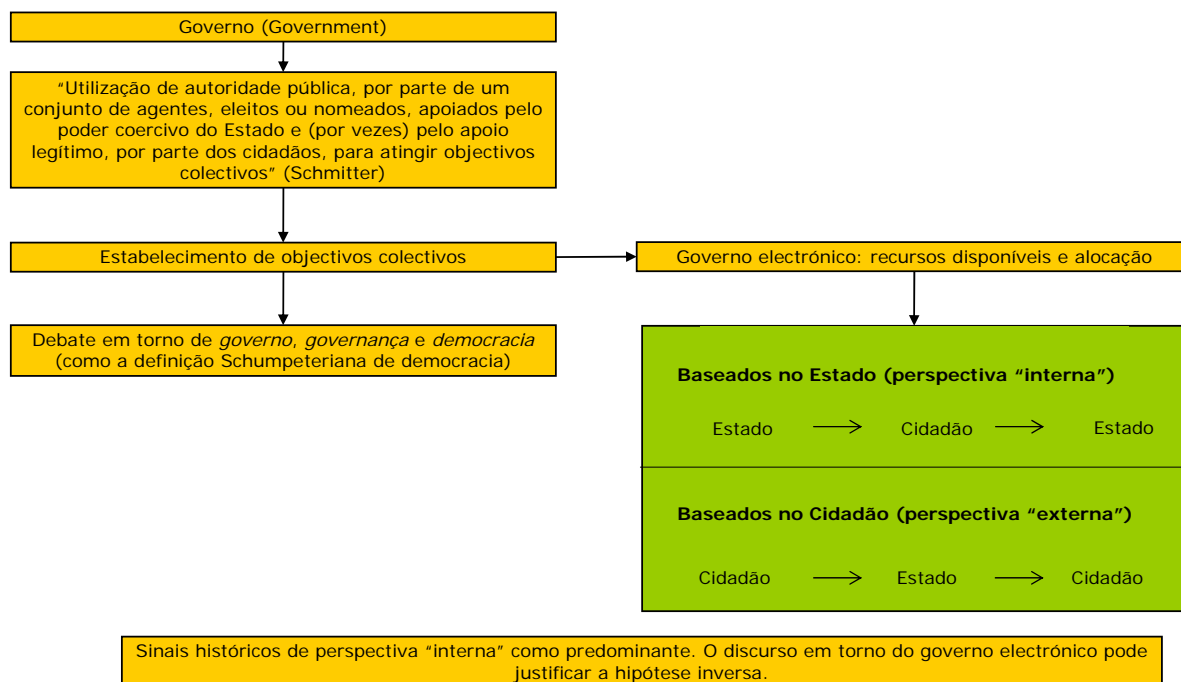 Governo (Government)
“Utilização de autoridade pública, por parte de um
conjunto de agentes, eleitos ou nomeados, apoiados pelo
poder coercivo do Estado e (por vezes) pelo apoio
legítimo, por parte dos cidadãos, para atingir objectivos
colectivos” (Schmitter)
Estabelecimento de objectivos colectivos
Governo electrónico: recursos disponíveis e alocação
Debate em torno de governo, governança e democracia
(como a definição Schumpeteriana de democracia)
Baseados no Estado (perspectiva “interna”)
Estado Cidadão Estado
Baseados no Cidadão (perspectiva “externa”)
Cidadão Estado Cidadão
Sinais históricos de perspectiva “interna” como predominante. O discurso em torno do governo electrónico pode
justificar a hipótese inversa.